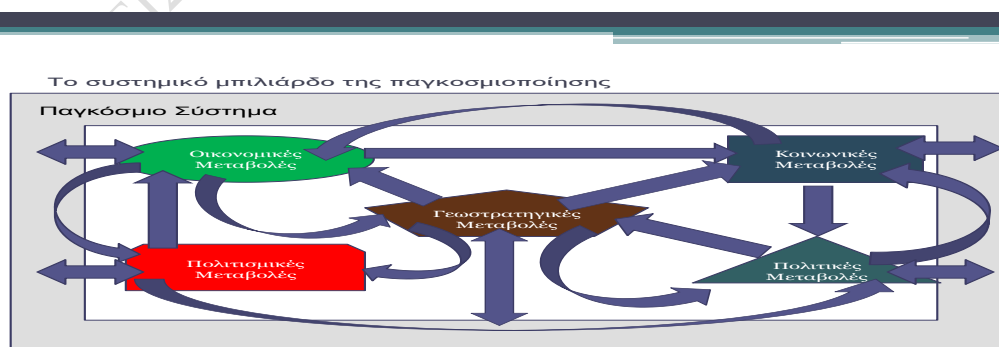 Το συστημικό μπιλιάρδο της παγκοσμιοποίησης
Παγκόσμιο Σύστημα
Οικονομικές
Μεταβολές
Κοινωνικές
Μεταβολές
Γεωστρατηγικές
Μεταβολές
Πολιτισμικές
Μεταβολές
Πολιτικές
Μεταβολές